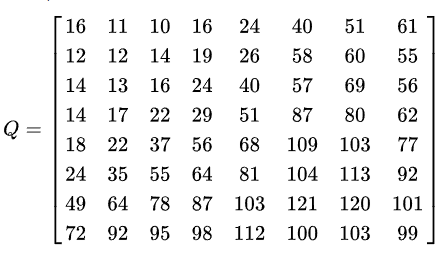 16 11 10 16 24 40 51 61
12 12 14 19 26 58 60 55
14 13 16 24 40 57 69 56
14 17 22 29 51 87 80 62
Q =
18 22 37 56 68 109 103 77
24 35 55 64 81 104 113 92
49 64 78 87 103 121 120 101
72 92 95 98 112 100 103 99